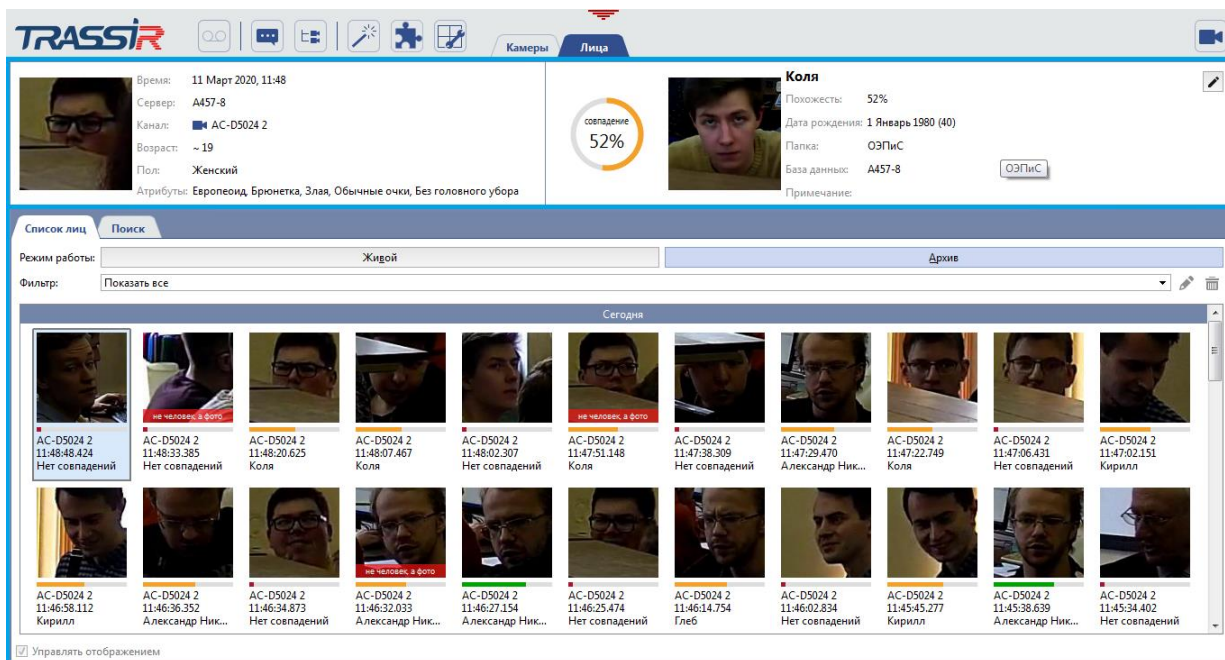 TRASSIR
Камеры
Лица
Время: 11 Март 2020, 11:48
Сервер: A457-8
Канал: AC-D5024 2
Возраст: ~ 19
Пол: Женский
Атрибуты: Европеоид, Брюнетка, Злая, Обычные очки, Без головного убора
совпадение
52%
Коля
Похожесть: 52%
Дата рождения: 1 Январь 1980 (40)
Папка: ОЭПиС
База данных: A457-8
ОЭПиС
Примечание:
Список лиц
Поиск
Режим работы: Живой Архив
Фильтр: Показать все
Сегодня
не человек, а фото
не человек, а фото
AC-D5024 2 AC-D5024 2 AC-D5024 2 AC-D5024 2 AC-D5024 2 AC-D5024 2 AC-D5024 2 AC-D5024 2 AC-D5024 2 AC-D5024 2 AC-D5024 2
11:48:48.424 11:48:33.385 11:48:20.625 11:48:07.467 11:48:02.307 11:47:51.148 11:47:38.309 11:47:29.470 11:47:22.749 11:47:06.431 11:47:02.151
Нет совпадений Нет совпадений Коля Коля Нет совпадений Коля Нет совпадений Александр Ник... Коля Нет совпадений Кирилл
не человек, а фото
AC-D5024 2 AC-D5024 2 AC-D5024 2 AC-D5024 2 AC-D5024 2 AC-D5024 2 AC-D5024 2 AC-D5024 2 AC-D5024 2 AC-D5024 2 AC-D5024 2
11:46:58.112 11:46:36.352 11:46:34.873 11:46:32.033 11:46:27.154 11:46:25.474 11:46:14.754 11:46:02.834 11:45:45.277 11:45:38.639 11:45:34.402
Кирилл Александр Ник... Нет совпадений Александр Ник... Александр Ник... Нет совпадений Глеб Нет совпадений Кирилл Александр Ник... Нет совпадений
Управлять отображением